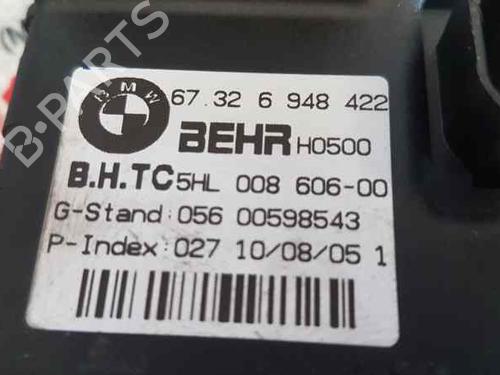 B-PARTS
BMW
67.32 6 948 422
BEHR H0500
B.H.TC 5HL 008 606-00
G-Stand:056 00598543
P-Index:027 10/08/05 1